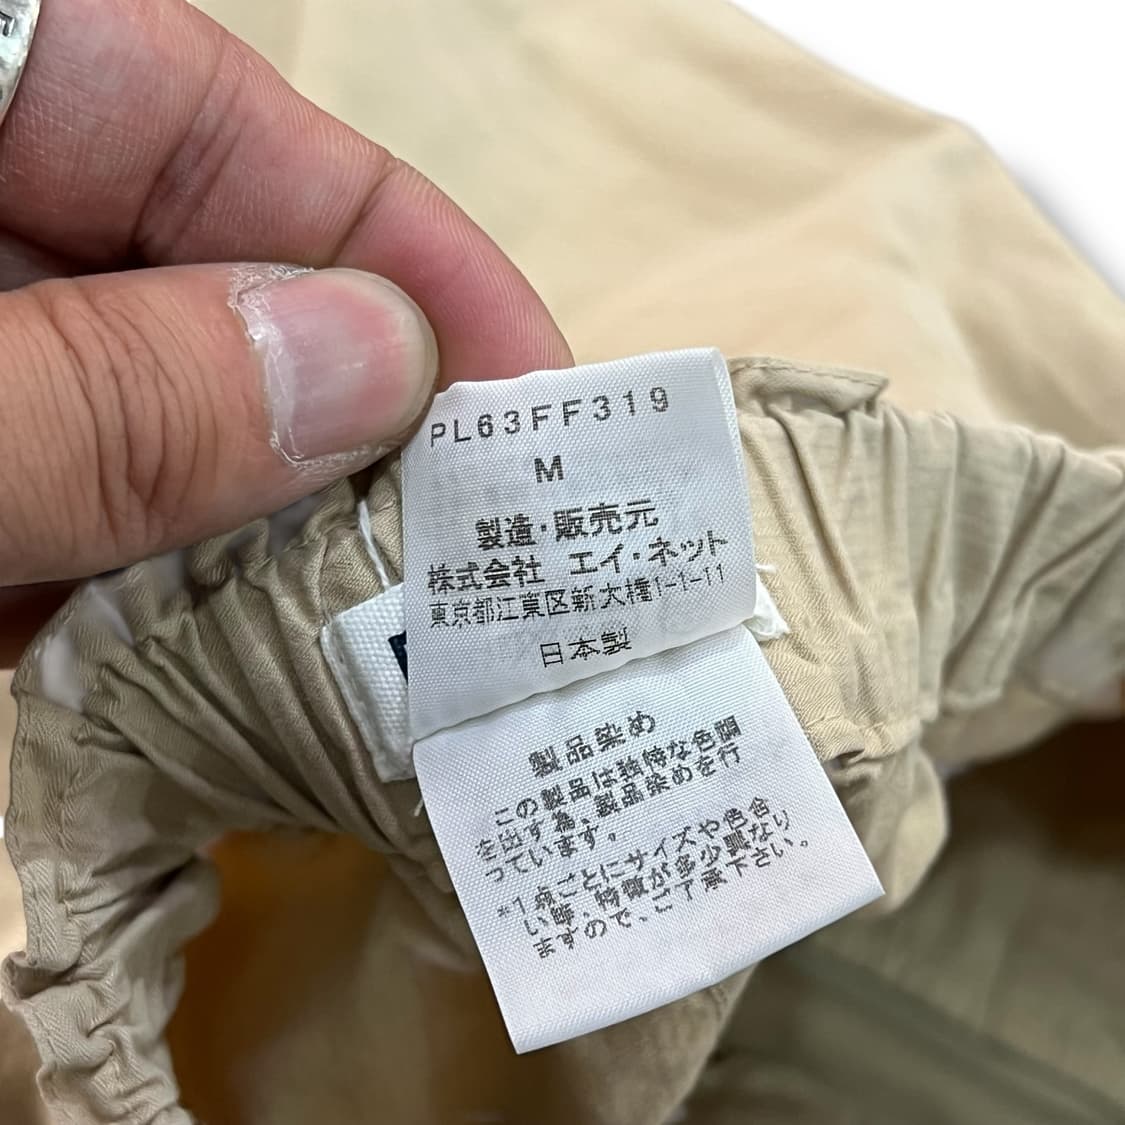 PL63FF319
M
製造・販売元
株式会社 エイ・ネット
東京都江東区新大橋1-1-11
日本製
製品染め
この製品は独特な色調
を出す為、製品染めを行
っています。
*1点ごとにサイズや色合
い時、特質が多少異なり
ますので、ご了承下さい。